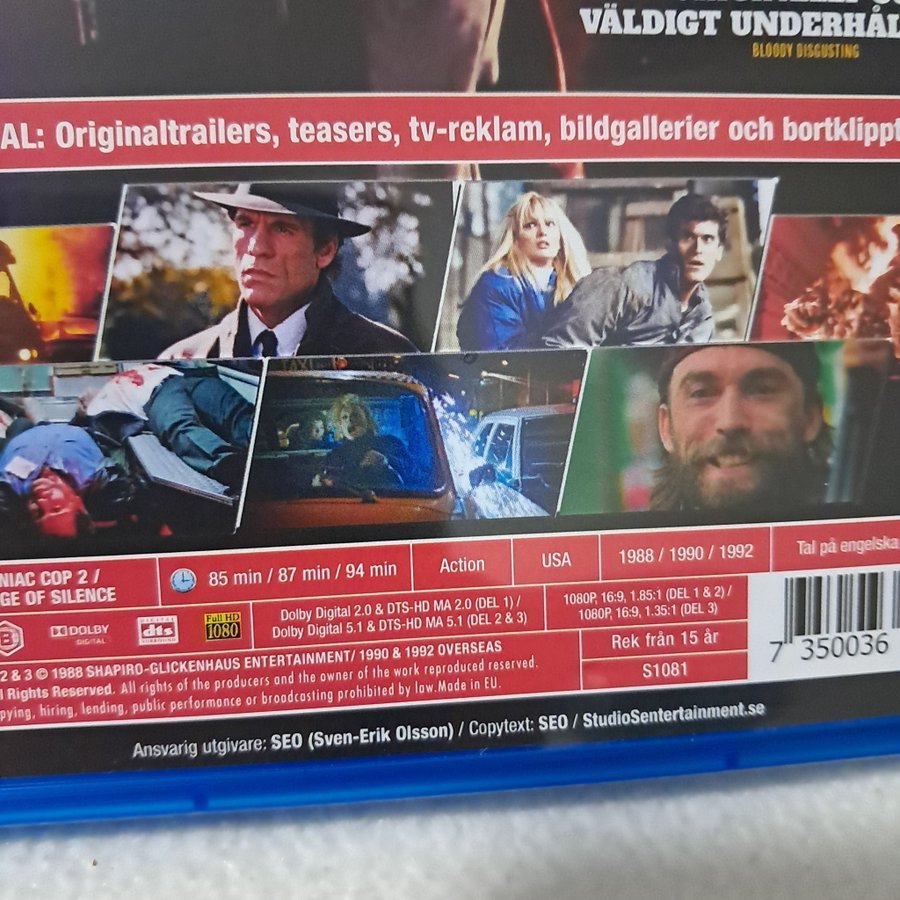 VÄLDIGT UNDERHÅL
BLOODY DISGUSTING
AL: Originaltrailers, teasers, tv-reklam, bildgallerier och bortklippt
TAXI
NIAC COP 2 /
GE OF SILENCE
85 min / 87 min / 94 min
Action
USA
1988 / 1990 / 1992
Tal på engelska
B
DOLBY
DIGITAL
DIGITAL
dts
SURROUND
Full HD
1080
Dolby Digital 2.0 & DTS-HD MA 2.0 (DEL 1) /
Dolby Digital 5.1 & DTS-HD MA 5.1 (DEL 2 & 3)
1080P, 16:9, 1.85:1 (DEL 1 & 2) /
1080P, 16:9, 1.35:1 (DEL 3)
Rek från 15 år
S1081
7 350036
2 & 3 © 1988 SHAPIRO-GLICKENHAUS ENTERTAINMENT/ 1990 & 1992 OVERSEAS
l Rights Reserved. All rights of the producers and the owner of the work reproduced reserved.
pying, hiring, lending, public performance or broadcasting prohibited by law. Made in EU.
Ansvarig utgivare: SEO (Sven-Erik Olsson) / Copytext: SEO / StudioSentertainment.se